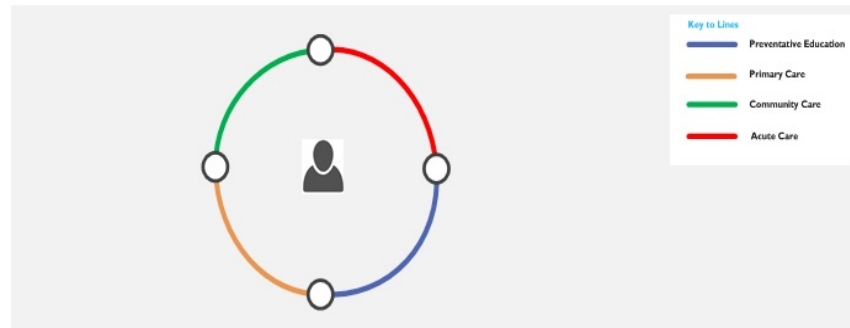 Key to Lines
Preventative Education
Primary Care
Community Care
Acute Care